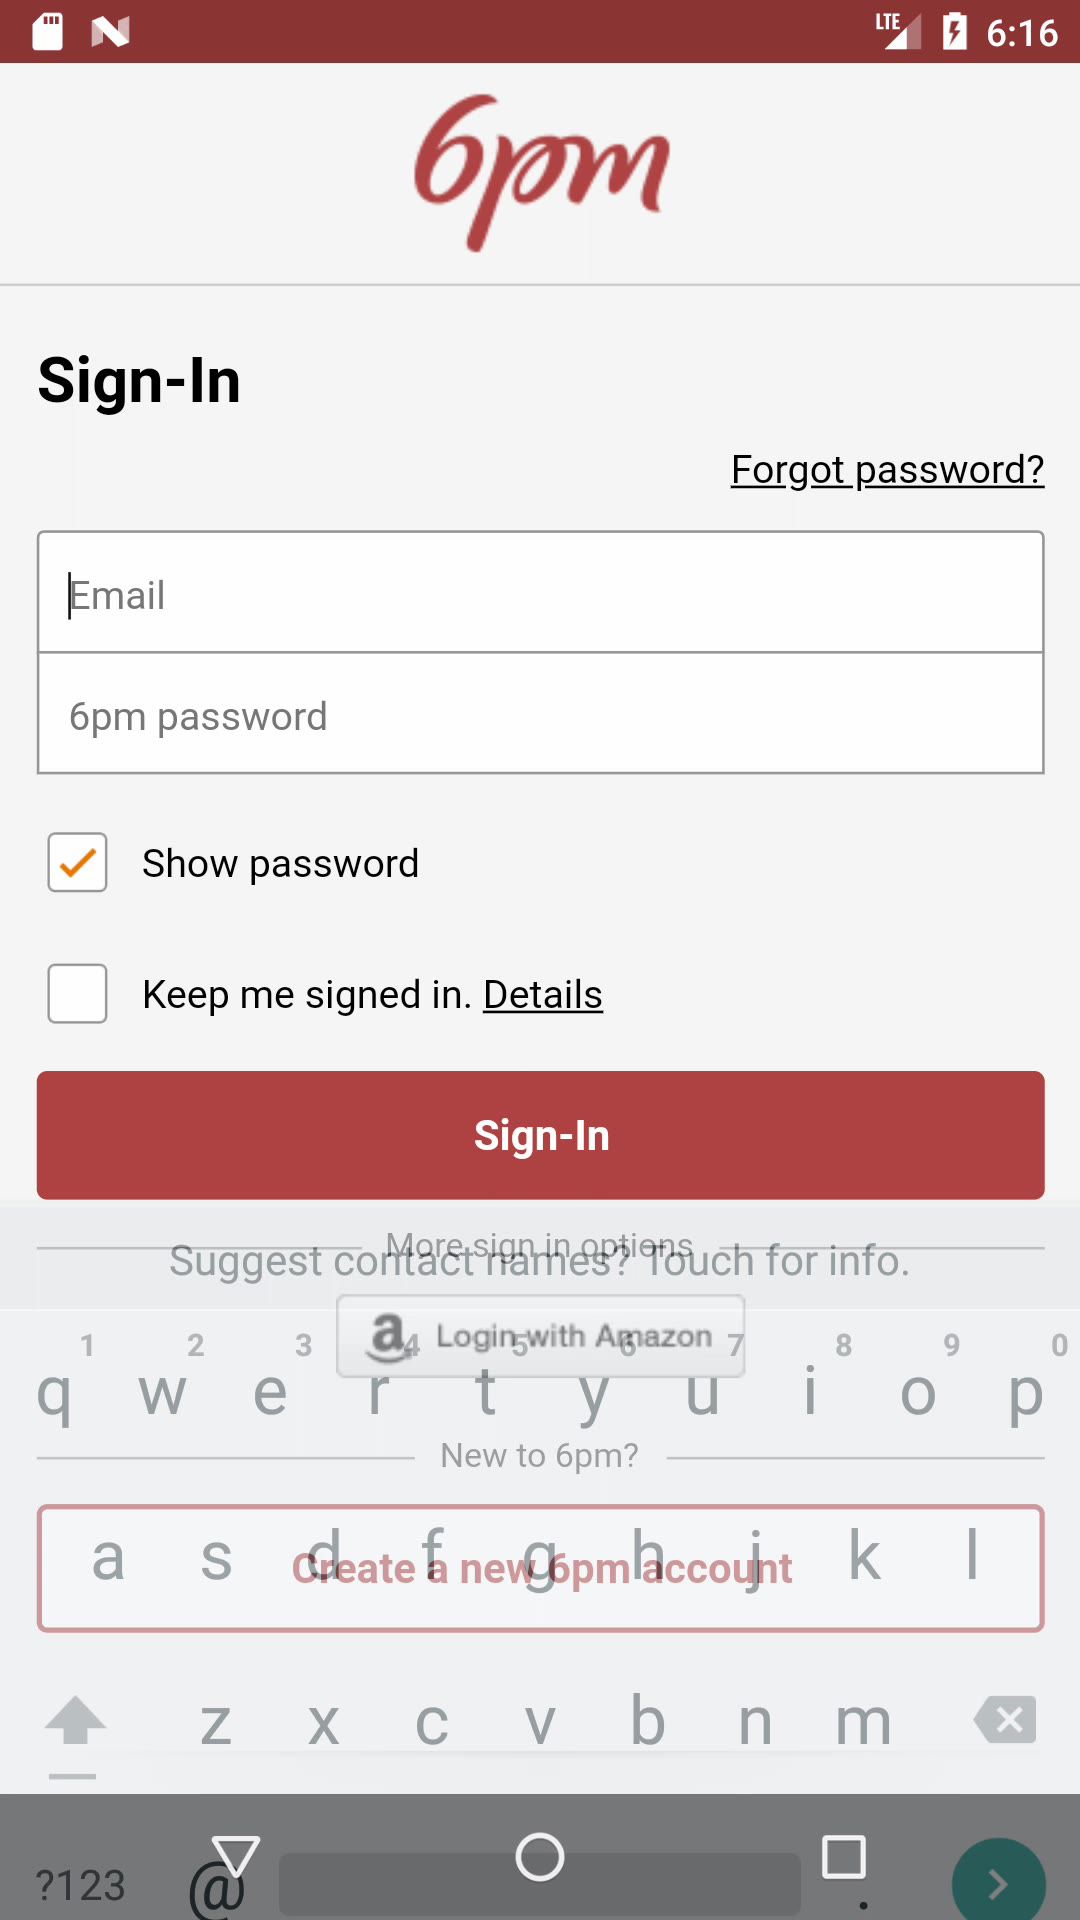 LTE 6:16
6pm
Sign-In
Forgot password?
Email
6pm password
Show password
Keep me signed in. Details
Sign-In
More sign in options
Suggest contact names? Touch for info.
a Login with Amazon
1 2 3 4 5 6 7 8 9 0
q w e r t y u i o p
New to 6pm?
a s d f g h j k l
Create a new 6pm account
z x c v b n m
?123 @ .